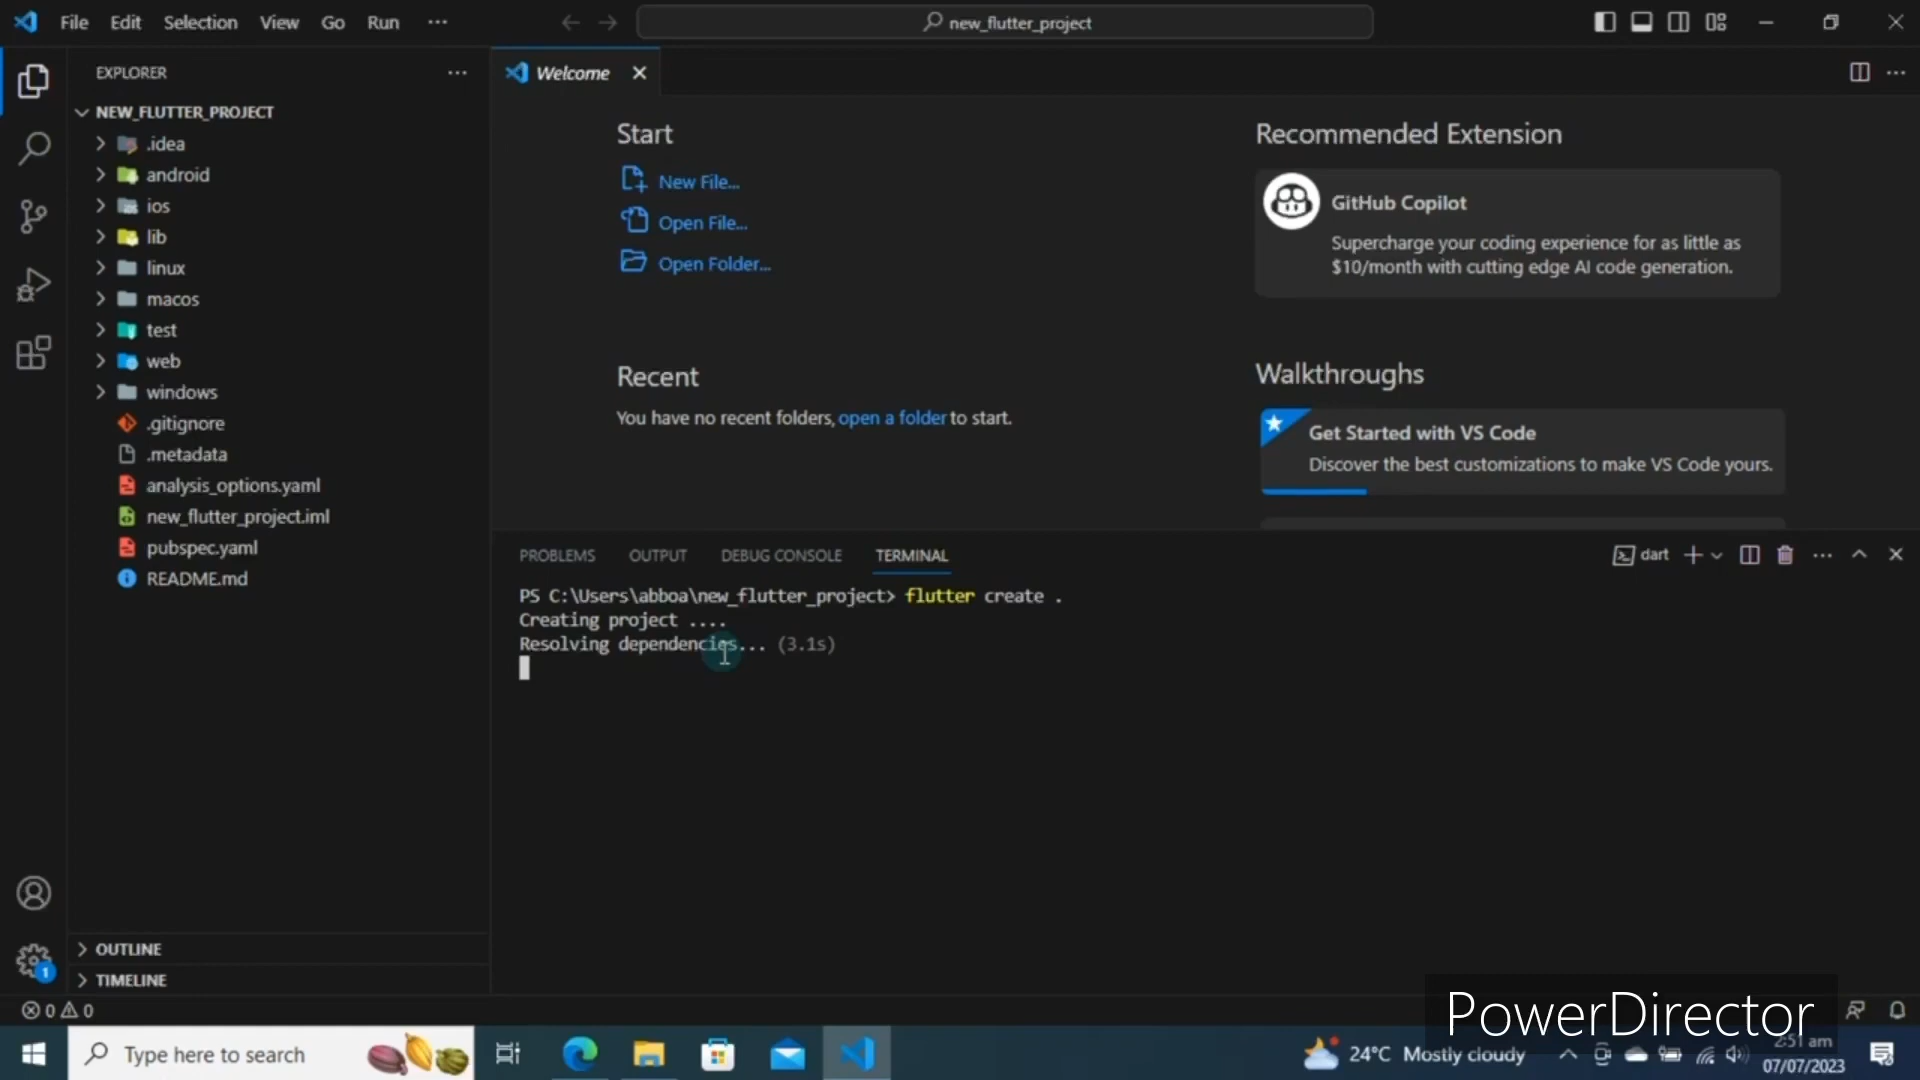 File Edit Selection View Go Run ...
new_flutter_project
EXPLORER
NEW_FLUTTER_PROJECT
.idea
android
ios
lib
linux
macos
test
web
windows
.gitignore
.metadata
analysis_options.yaml
new_flutter_project.iml
pubspec.yaml
README.md
OUTLINE
TIMELINE
Welcome
Start
New File...
Open File...
Open Folder...
Recent
You have no recent folders, open a folder to start.
Recommended Extension
GitHub Copilot
Supercharge your coding experience for as little as
$10/month with cutting edge AI code generation.
Walkthroughs
Get Started with VS Code
Discover the best customizations to make VS Code yours.
PROBLEMS OUTPUT DEBUG CONSOLE TERMINAL
dart
PS C:\Users\abboa\new_flutter_project> flutter create .
Creating project ....
Resolving dependencies... (3.1s)
1
0 0
PowerDirector
Type here to search
24°C Mostly cloudy
2:51 am
07/07/2023